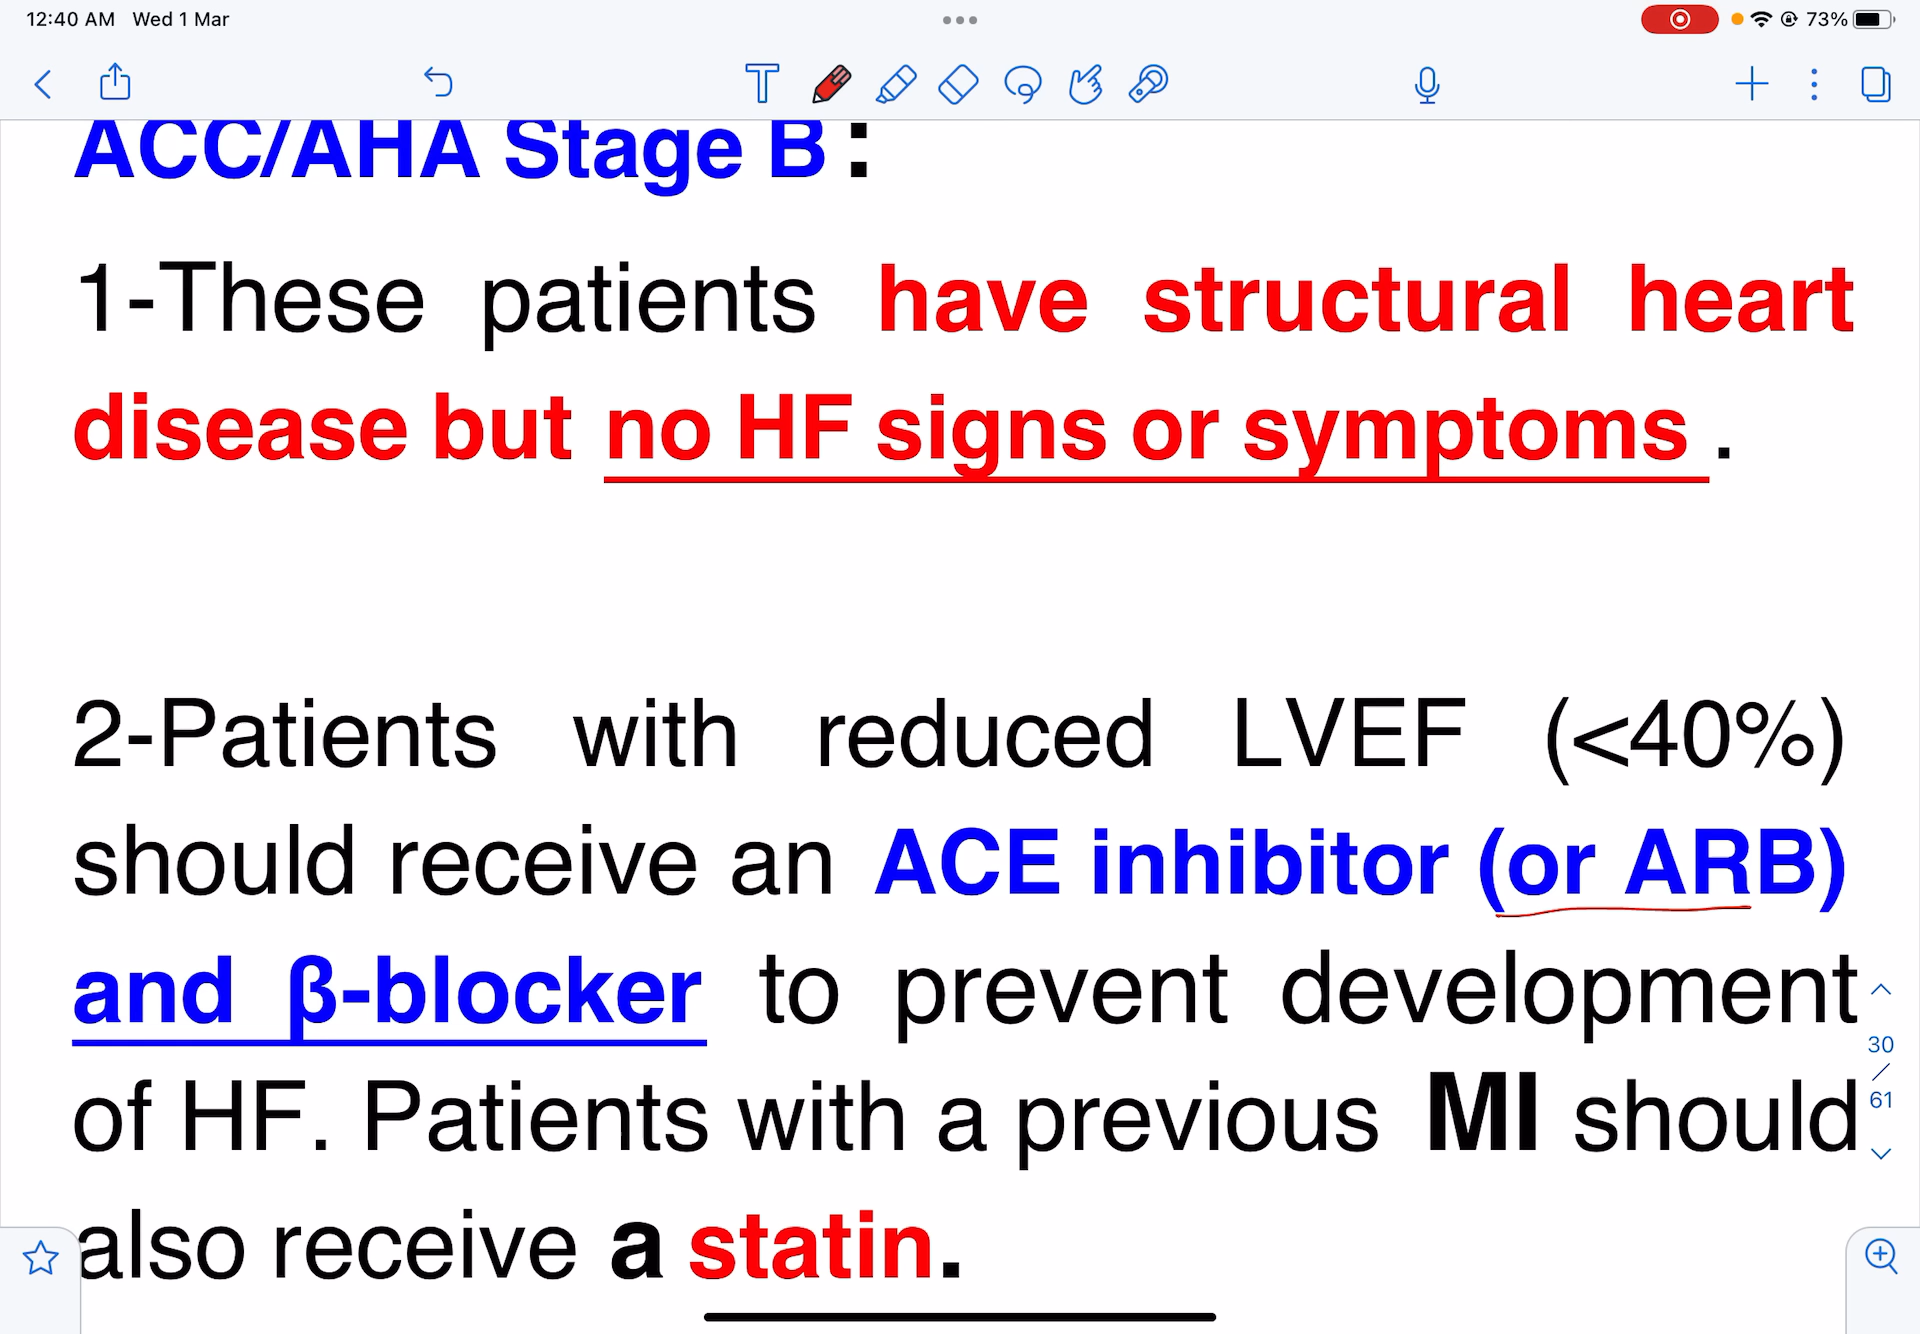 12:40 AM Wed 1 Mar
73%
ACC/AHA Stage B:
1-These patients have structural heart
disease but no HF signs or symptoms .
2-Patients with reduced LVEF (<40%)
should receive an ACE inhibitor (or ARB)
and β-blocker to prevent development
of HF. Patients with a previous MI should
also receive a statin.
30
/
61